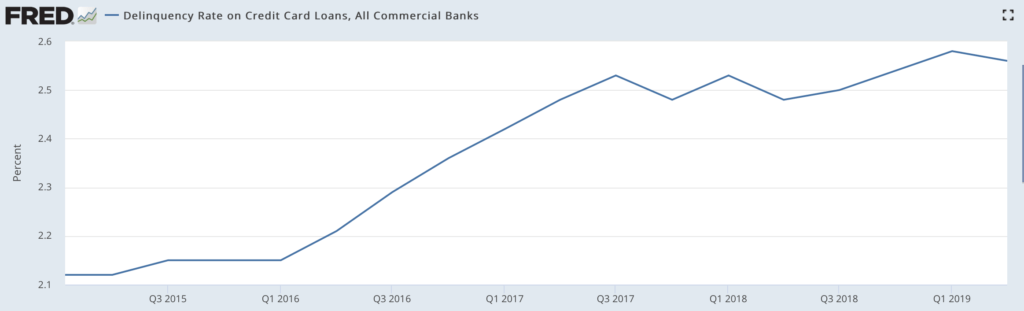 FRED
Delinquency Rate on Credit Card Loans, All Commercial Banks
2.6
2.5
2.4
2.3
2.2
2.1
Percent
Q3 2015
Q1 2016
Q3 2016
Q1 2017
Q3 2017
Q1 2018
Q3 2018
Q1 2019